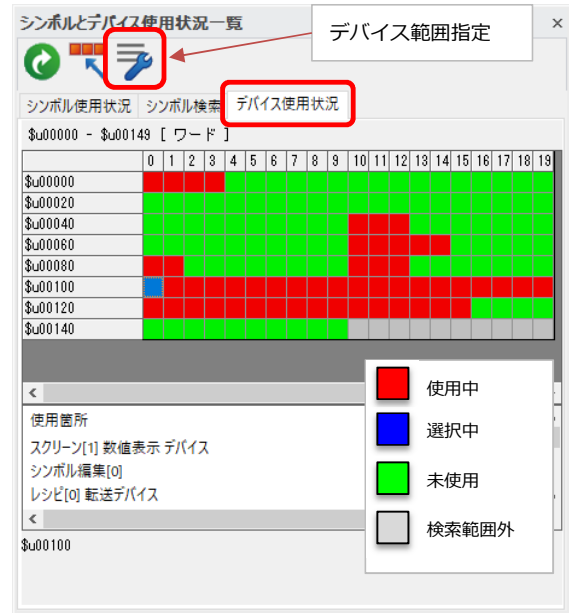 シンボルとデバイス使用状況一覧
×
デバイス範囲指定
シンボル使用状況 シンボル検索 デバイス使用状況
$u00000 - $u00149 [ ワード ]
0 1 2 3 4 5 6 7 8 9 10 11 12 13 14 15 16 17 18 19
$u00000
$u00020
$u00040
$u00060
$u00080
$u00100
$u00120
$u00140
使用箇所
スクリーン[1] 数値表示 デバイス
シンボル編集[0]
レシピ[0] 転送デバイス
$u00100
使用中
選択中
未使用
検索範囲外